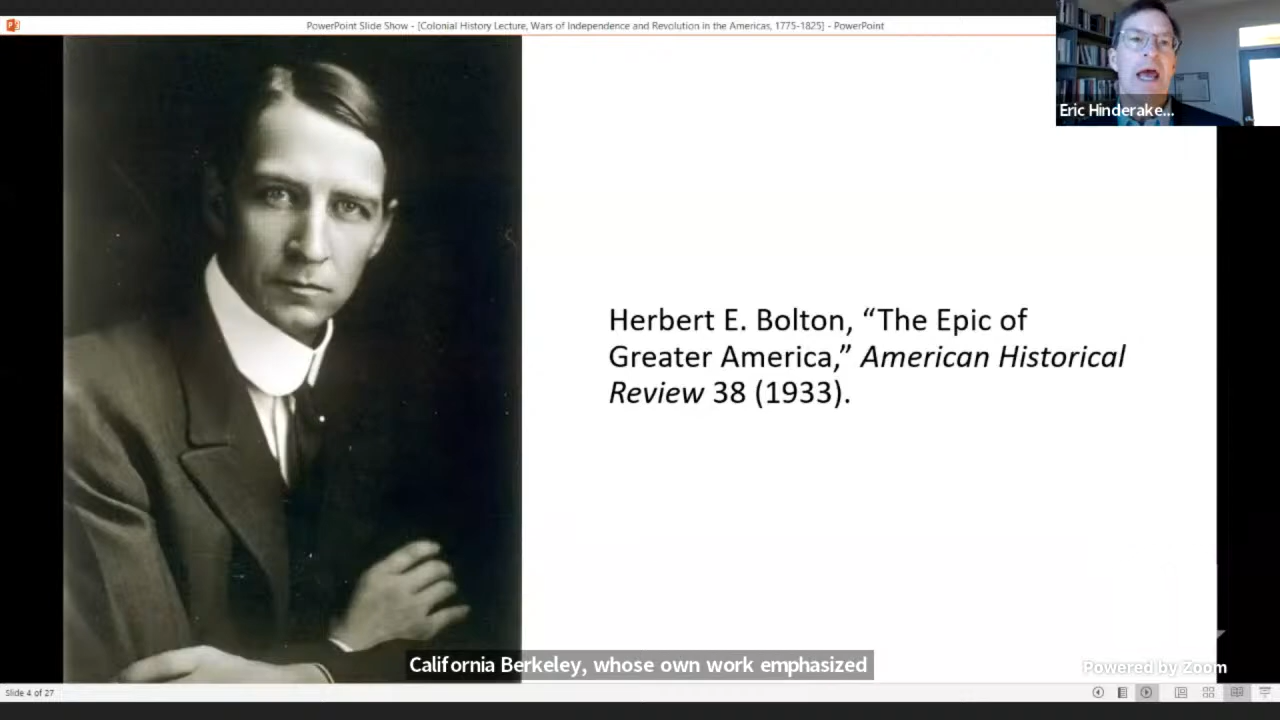 PowerPoint Slide Show - [Colonial History Lecture, Wars of Independence and Revolution in the Americas, 1775-1825] - PowerPoint
Eric Hinderake...
Herbert E. Bolton, “The Epic of
Greater America,” American Historical
Review 38 (1933).
California Berkeley, whose own work emphasized
Powered by Zoom
Slide 4 of 27